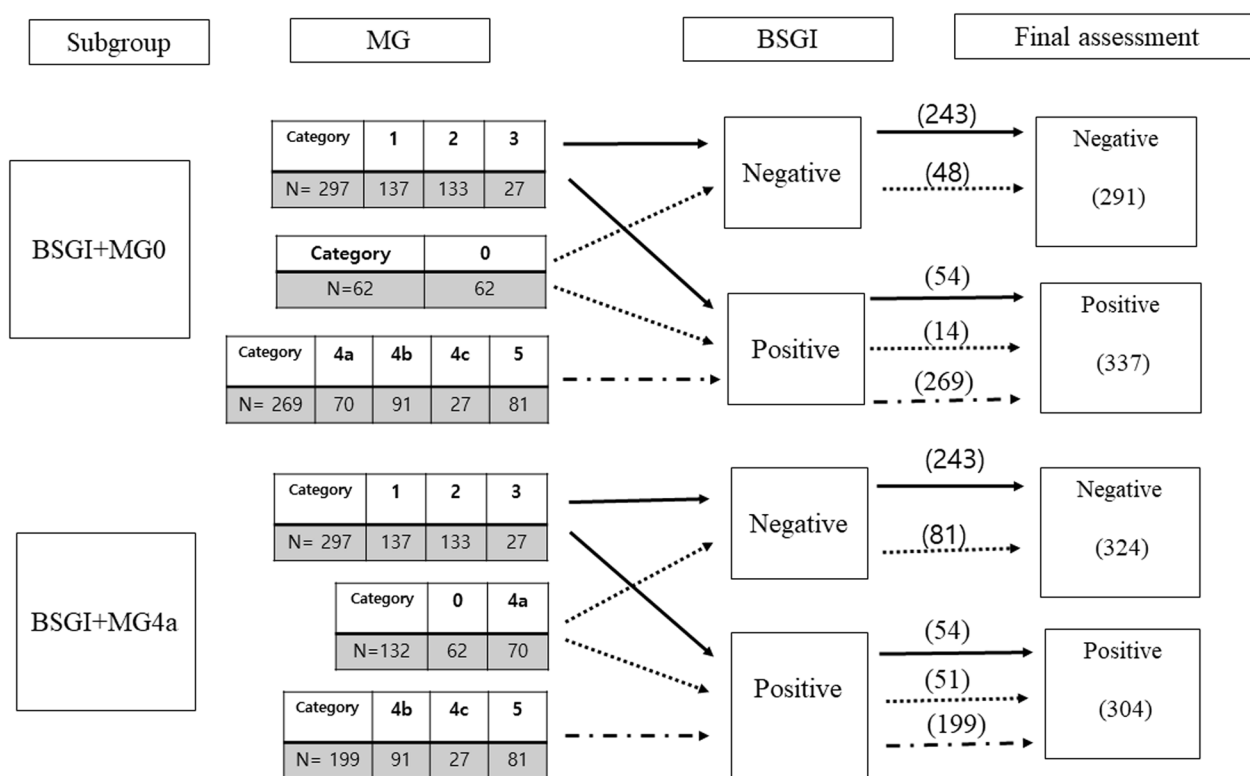 Subgroup MG BSGI Final assessment
BSGI+MG0
Category 1 2 3
N= 297 137 133 27
Category 0
N=62 62
Category 4a 4b 4c 5
N= 269 70 91 27 81
Negative
(243)
(48)
Negative
(291)
Positive
(54)
(14)
(269)
Positive
(337)
BSGI+MG4a
Category 1 2 3
N= 297 137 133 27
Category 0 4a
N=132 62 70
Category 4b 4c 5
N= 199 91 27 81
Negative
(243)
(81)
Negative
(324)
Positive
(54)
(51)
(199)
Positive
(304)